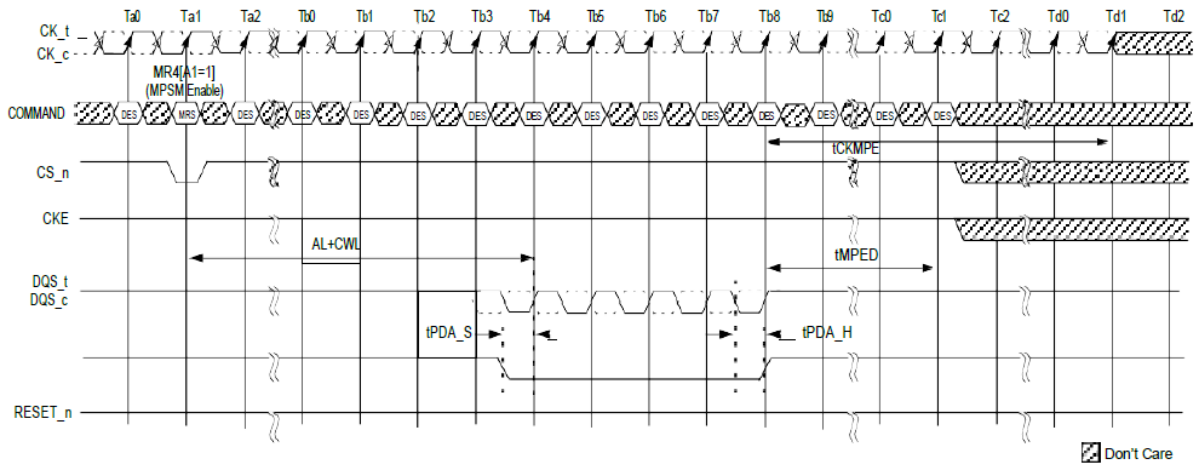 Ta0 Ta1 Ta2 Tb0 Tb1 Tb2 Tb3 Tb4 Tb5 Tb6 Tb7 Tb8 Tb9 Tc0 Tc1 Tc2 Td0 Td1 Td2
CK_t
CK_c
MR4[A1=1]
(MPSM Enable)
COMMAND DES MRS DES DES DES DES DES DES DES DES DES DES DES DES DES
tCKMPE
CS_n
CKE
AL+CWL
tMPED
DQS_t
DQS_c
tPDA_S tPDA_H
RESET_n
Don't Care